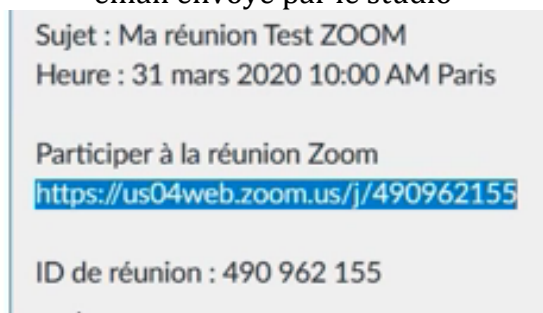 email envoyé par le studio
Sujet : Ma réunion Test ZOOM
Heure : 31 mars 2020 10:00 AM Paris
Participer à la réunion Zoom
https://us04web.zoom.us/j/490962155
ID de réunion : 490 962 155